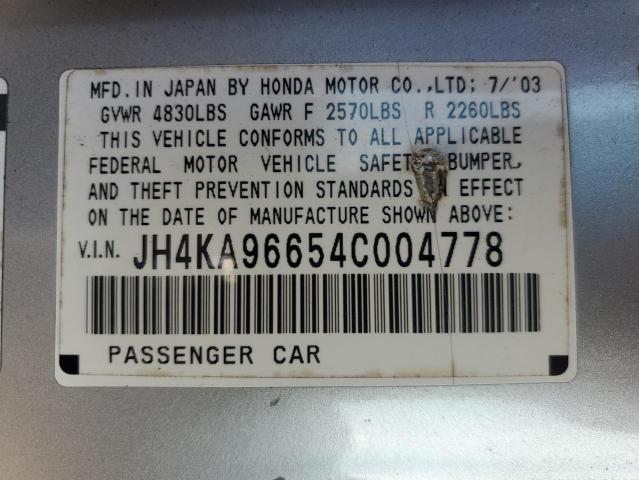 MFD. IN JAPAN BY HONDA MOTOR CO.,LTD; 7/'03
GVWR 4830LBS GAWR F 2570LBS R 2260LBS
THIS VEHICLE CONFORMS TO ALL APPLICABLE
FEDERAL MOTOR VEHICLE SAFETY BUMPER,
AND THEFT PREVENTION STANDARDS IN EFFECT
ON THE DATE OF MANUFACTURE SHOWN ABOVE:
V.I.N. JH4KA96654C004778
PASSENGER CAR